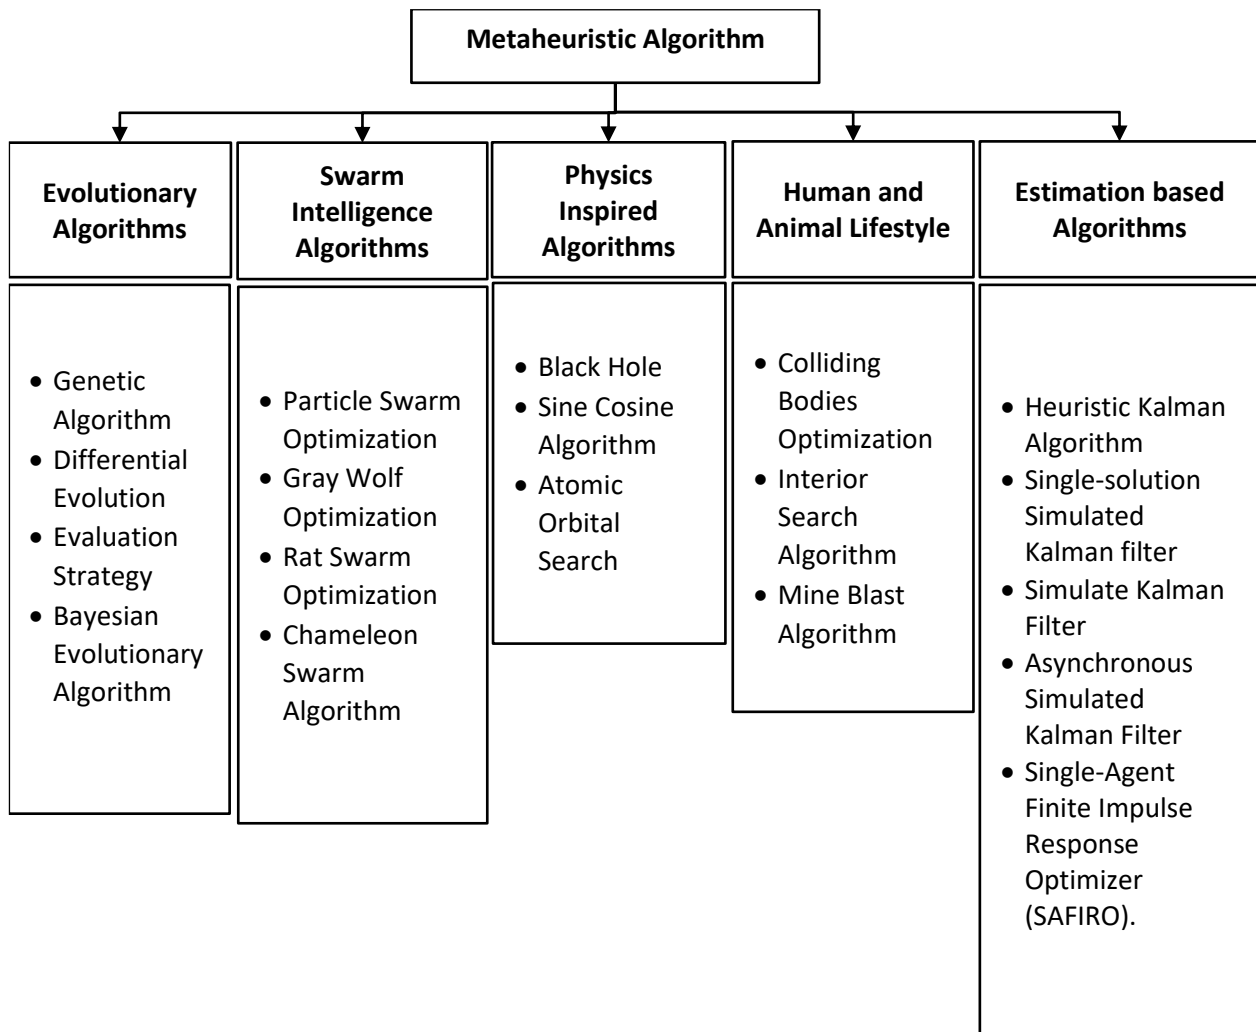 Metaheuristic Algorithm
Evolutionary
Algorithms
Swarm
Intelligence
Algorithms
Physics
Inspired
Algorithms
Human and
Animal Lifestyle
Estimation based
Algorithms
• Genetic
Algorithm
• Differential
Evolution
• Evaluation
Strategy
• Bayesian
Evolutionary
Algorithm
• Particle Swarm
Optimization
• Gray Wolf
Optimization
• Rat Swarm
Optimization
• Chameleon
Swarm
Algorithm
• Black Hole
• Sine Cosine
Algorithm
• Atomic
Orbital
Search
• Colliding
Bodies
Optimization
• Interior
Search
Algorithm
• Mine Blast
Algorithm
• Heuristic Kalman
Algorithm
• Single-solution
Simulated
Kalman filter
• Simulate Kalman
Filter
• Asynchronous
Simulated
Kalman Filter
• Single-Agent
Finite Impulse
Response
Optimizer
(SAFIRO).